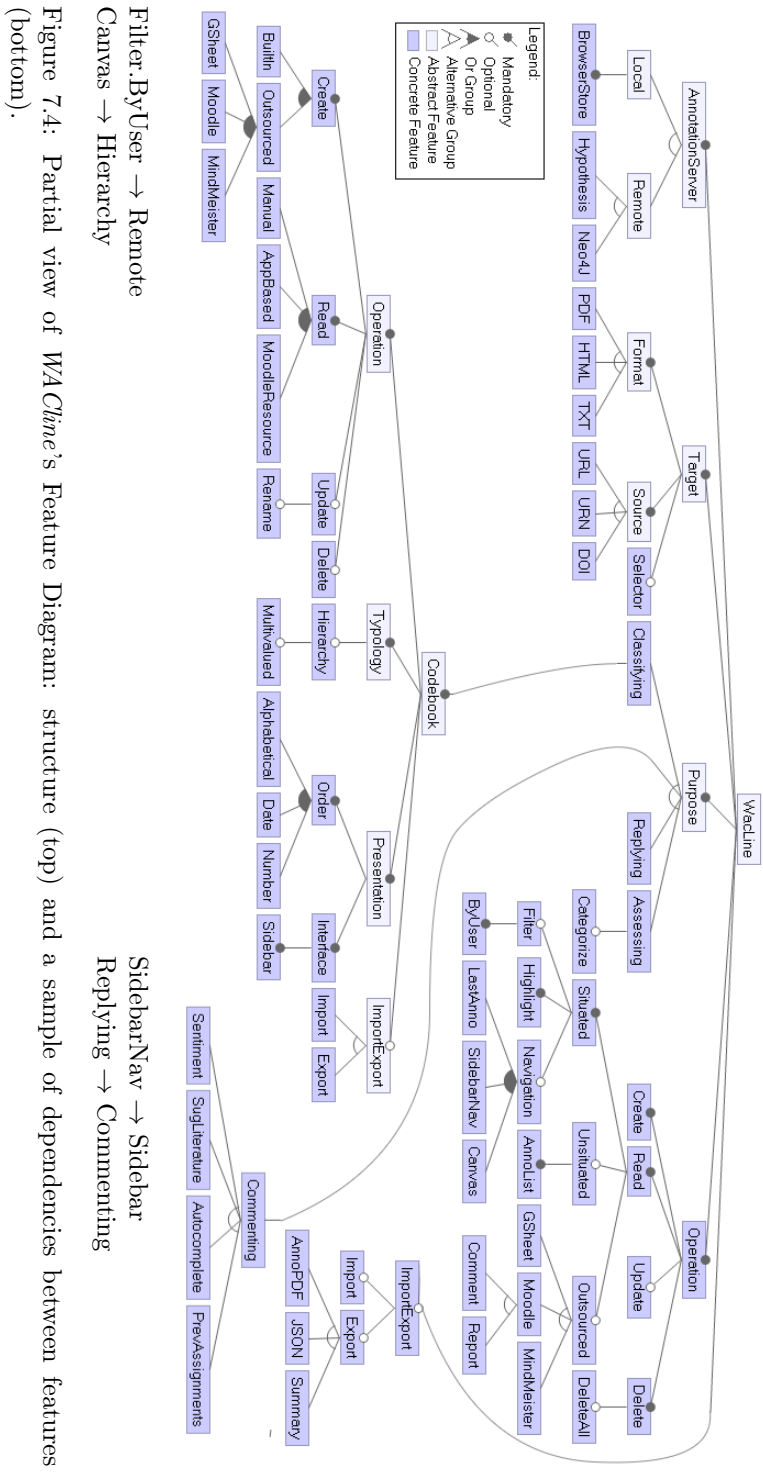 WacLine
AnnotationServer
Target
Purpose
Operation
Local
Remote
Format
Source
Selector
Classifying
Replying
Assessing
Create
Read
Update
Delete
BrowserStore
Hypothesis
Neo4J
PDF
HTML
TXT
URL
URN
DOI
Categorize
Situated
Unsituated
Outsourced
DeleteAll
Legend:
Mandatory
Optional
Or Group
Alternative Group
Abstract Feature
Concrete Feature
Filter
Highlight
Navigation
AnnoList
GSheet
Moodle
MindMeister
ByUser
LastAnno
SidebarNav
Canvas
Comment
Report
Codebook
ImportExport
Operation
Typology
Presentation
ImportExport
Import
Export
Create
Read
Update
Delete
Hierarchy
Order
Interface
Import
Export
AnnoPDF
JSON
Summary
BuiltIn
Outsourced
Manual
AppBased
MoodleResource
Rename
Multivalued
Alphabetical
Date
Number
Sidebar
Commenting
GSheet
Moodle
MindMeister
Sentiment
SugLiterature
Autocomplete
PrevAssignments
Filter.ByUser → Remote
SidebarNav → Sidebar
Canvas → Hierarchy
Replying → Commenting
Figure 7.4: Partial view of WACline's Feature Diagram: structure (top) and a sample of dependencies between features
(bottom).